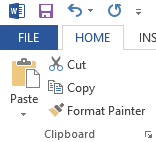 FILE HOME INS
Cut
Copy
Paste
Format Painter
Clipboard